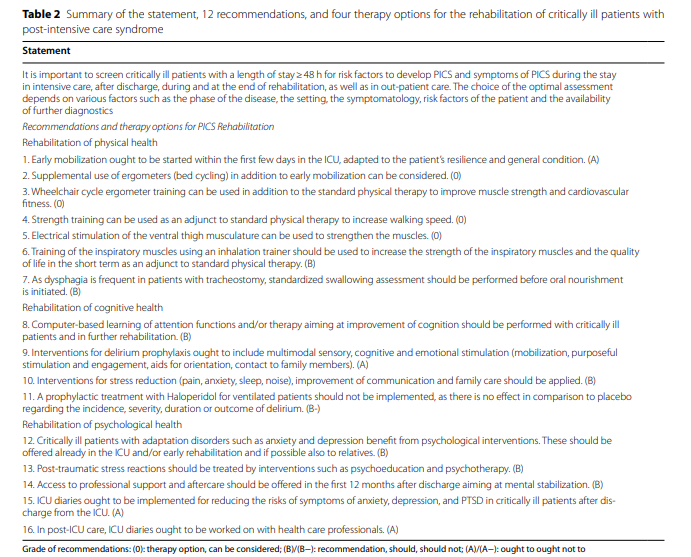 Table 2 Summary of the statement, 12 recommendations, and four therapy options for the rehabilitation of critically ill patients with
post-intensive care syndrome
Statement
It is important to screen critically ill patients with a length of stay ≥ 48 h for risk factors to develop PICS and symptoms of PICS during the stay
in intensive care, after discharge, during and at the end of rehabilitation, as well as in out-patient care. The choice of the optimal assessment
depends on various factors such as the phase of the disease, the setting, the symptomatology, risk factors of the patient and the availability
of further diagnostics
Recommendations and therapy options for PICS Rehabilitation
Rehabilitation of physical health
1. Early mobilization ought to be started within the first few days in the ICU, adapted to the patient's resilience and general condition. (A)
2. Supplemental use of ergometers (bed cycling) in addition to early mobilization can be considered. (0)
3. Wheelchair cycle ergometer training can be used in addition to the standard physical therapy to improve muscle strength and cardiovascular
fitness. (0)
4. Strength training can be used as an adjunct to standard physical therapy to increase walking speed. (0)
5. Electrical stimulation of the ventral thigh musculature can be used to strengthen the muscles. (0)
6. Training of the inspiratory muscles using an inhalation trainer should be used to increase the strength of the inspiratory muscles and the quality
of life in the short term as an adjunct to standard physical therapy. (B)
7. As dysphagia is frequent in patients with tracheostomy, standardized swallowing assessment should be performed before oral nourishment
is initiated. (B)
Rehabilitation of cognitive health
8. Computer-based learning of attention functions and/or therapy aiming at improvement of cognition should be performed with critically ill
patients and in further rehabilitation. (B)
9. Interventions for delirium prophylaxis ought to include multimodal sensory, cognitive and emotional stimulation (mobilization, purposeful
stimulation and engagement, aids for orientation, contact to family members). (A)
10. Interventions for stress reduction (pain, anxiety, sleep, noise), improvement of communication and family care should be applied. (B)
11. A prophylactic treatment with Haloperidol for ventilated patients should not be implemented, as there is no effect in comparison to placebo
regarding the incidence, severity, duration or outcome of delirium. (B-)
Rehabilitation of psychological health
12. Critically ill patients with adaptation disorders such as anxiety and depression benefit from psychological interventions. These should be
offered already in the ICU and/or early rehabilitation and if possible also to relatives. (B)
13. Post-traumatic stress reactions should be treated by interventions such as psychoeducation and psychotherapy. (B)
14. Access to professional support and aftercare should be offered in the first 12 months after discharge aiming at mental stabilization. (B)
15. ICU diaries ought to be implemented for reducing the risks of symptoms of anxiety, depression, and PTSD in critically ill patients after dis-
charge from the ICU. (A)
16. In post-ICU care, ICU diaries ought to be worked on with health care professionals. (A)
Grade of recommendations: (0): therapy option, can be considered; (B)/(B−): recommendation, should, should not; (A)/(A−): ought to ought not to